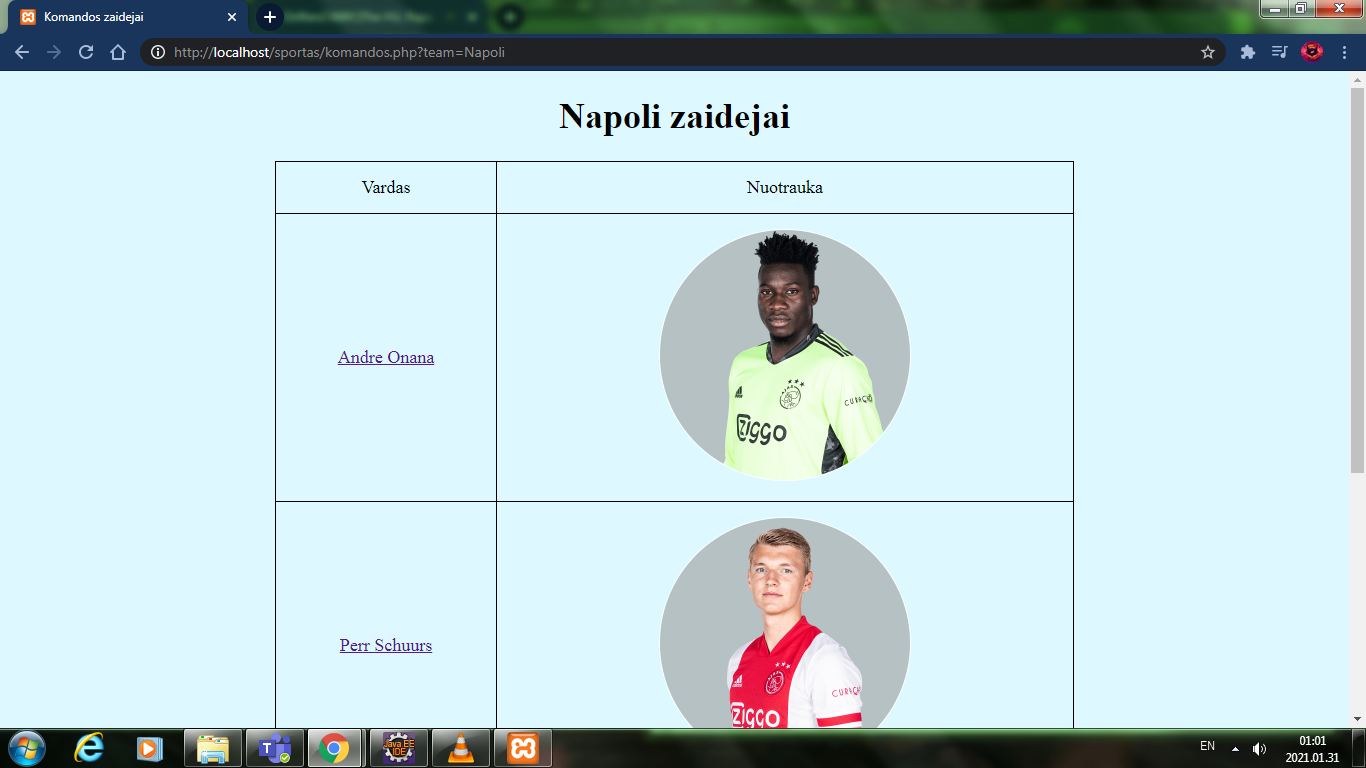 Komandos zaidejai
http://localhost/sportas/komandos.php?team=Napoli
Napoli zaidejai
Vardas
Nuotrauka
Andre Onana
CURAÇAO
ziggo
Perr Schuurs
CURAÇAO
ziggo
Java EE
IDE
EN
01:01
2021.01.31